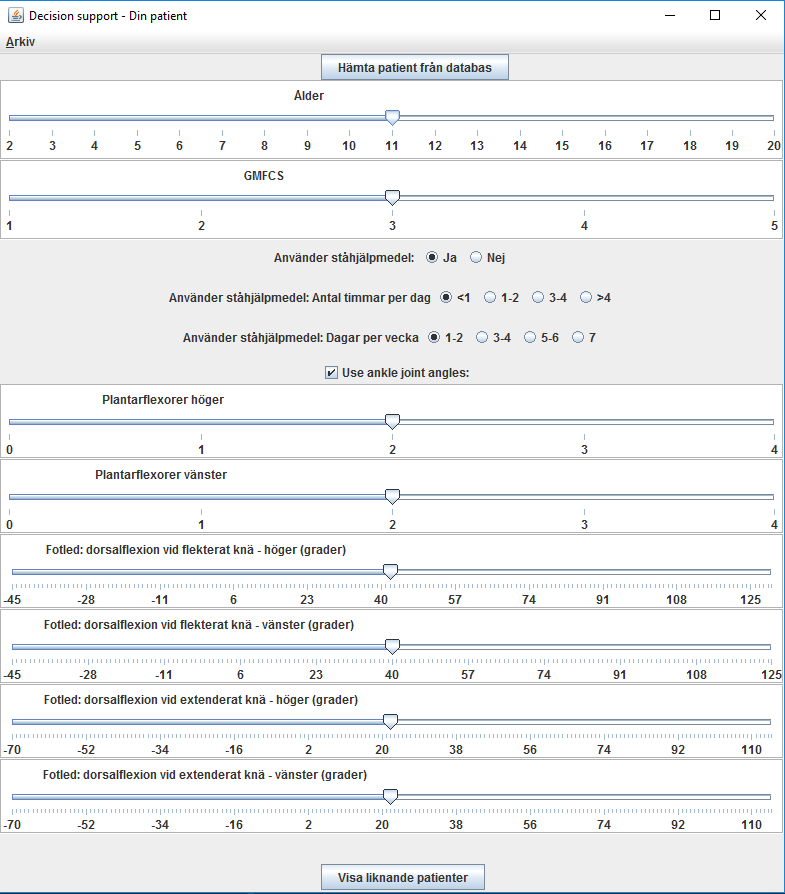 Decision support - Din patient
Arkiv
Hämta patient från databas
Ålder
2 3 4 5 6 7 8 9 10 11 12 13 14 15 16 17 18 19 20
GMFCS
1 2 3 4 5
Använder ståhjälpmedel: Ja Nej
Använder ståhjälpmedel: Antal timmar per dag <1 1-2 3-4 >4
Använder ståhjälpmedel: Dagar per vecka 1-2 3-4 5-6 7
Use ankle joint angles:
Plantarflexorer höger
0 1 2 3 4
Plantarflexorer vänster
0 1 2 3 4
Fotled: dorsalflexion vid flekterat knä - höger (grader)
-45 -28 -11 6 23 40 57 74 91 108 125
Fotled: dorsalflexion vid flekterat knä - vänster (grader)
-45 -28 -11 6 23 40 57 74 91 108 125
Fotled: dorsalflexion vid extenderat knä - höger (grader)
-70 -52 -34 -16 2 20 38 56 74 92 110
Fotled: dorsalflexion vid extenderat knä - vänster (grader)
-70 -52 -34 -16 2 20 38 56 74 92 110
Visa liknande patienter